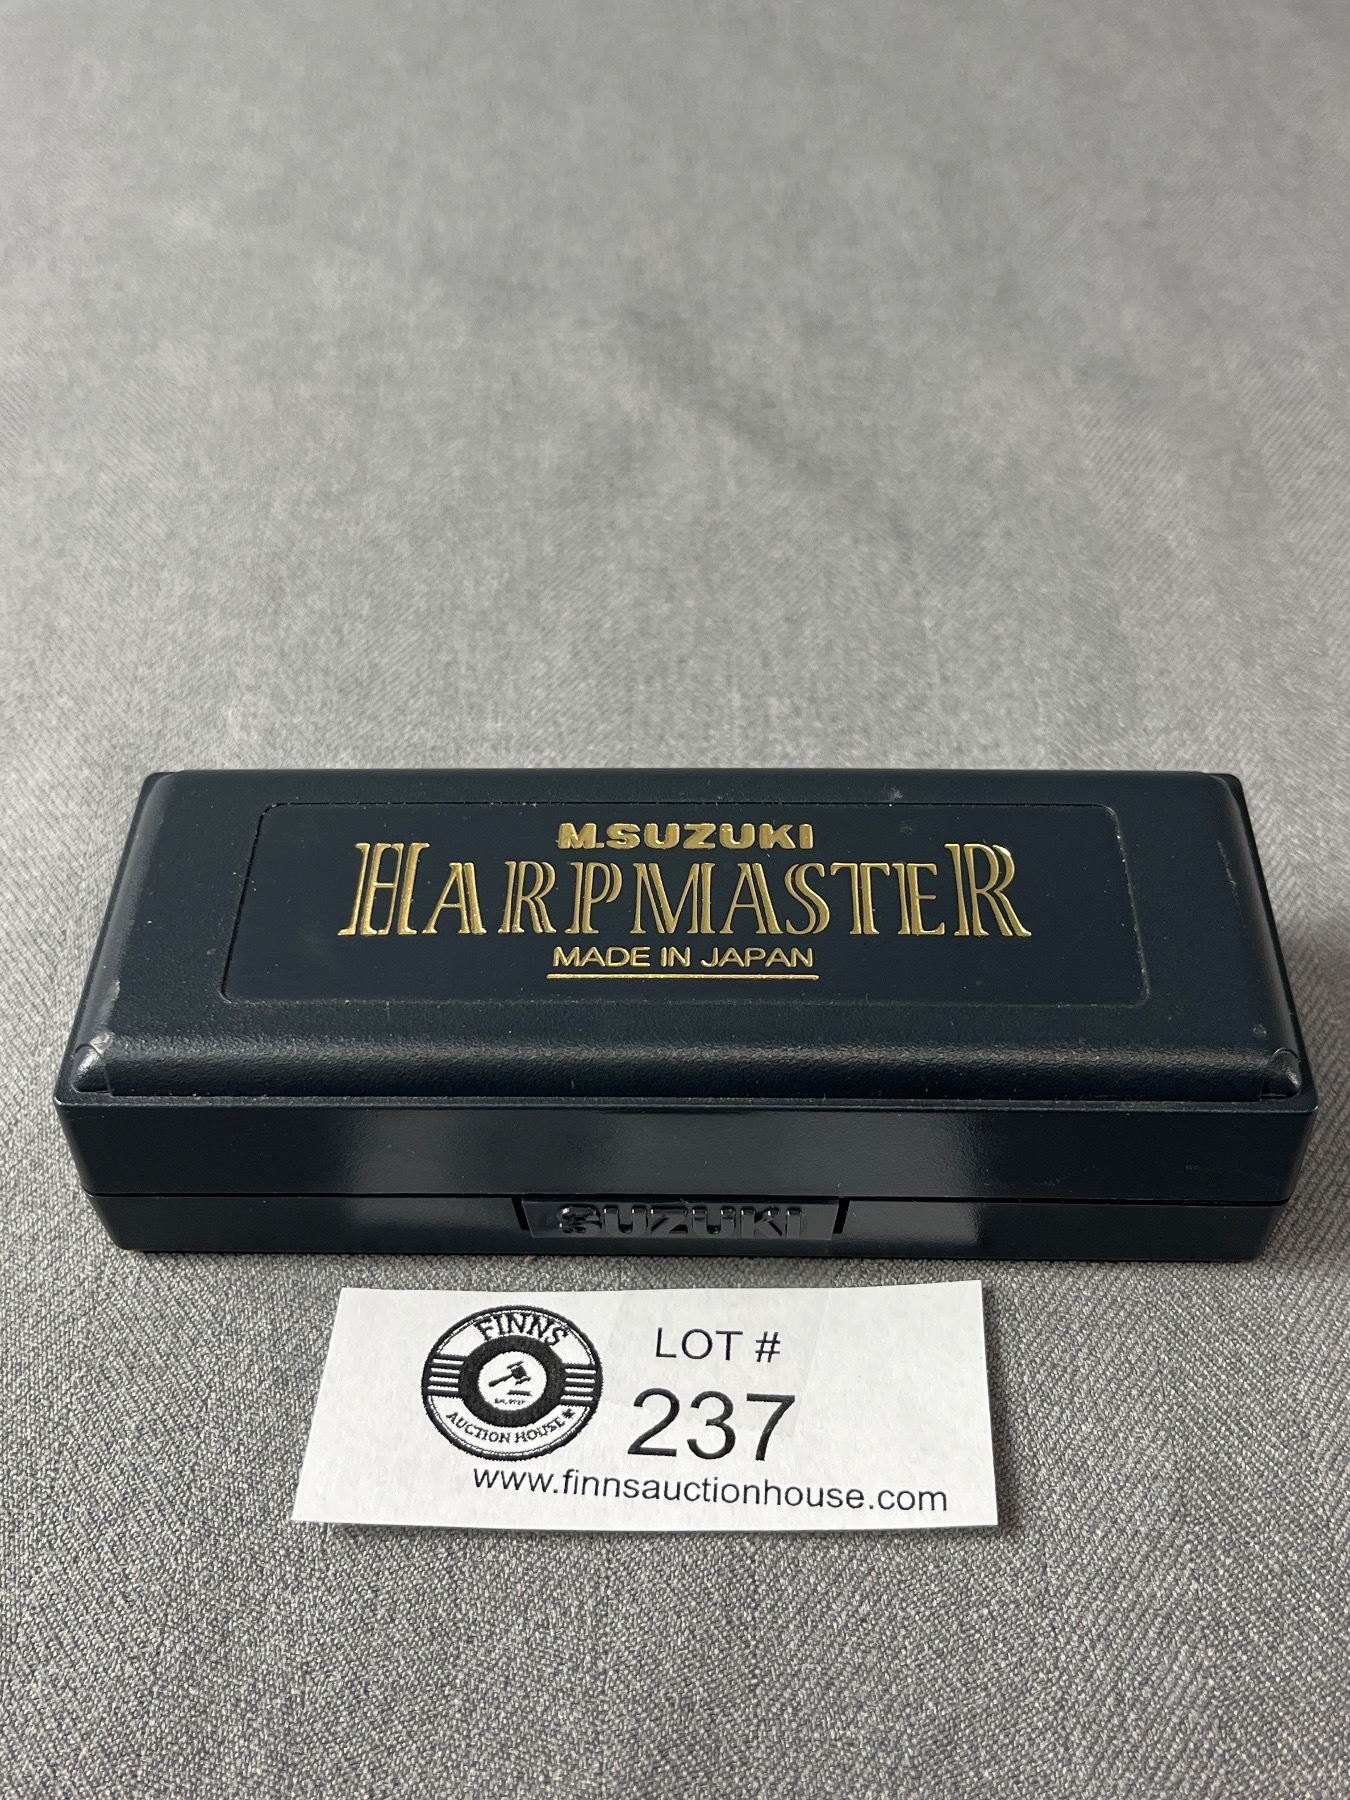 M.SUZUKI
HARPMASTER
MADE IN JAPAN
SUZUKI
FINNS
AUCTION HOUSE
LOT #
237
www.finnsauctionhouse.com